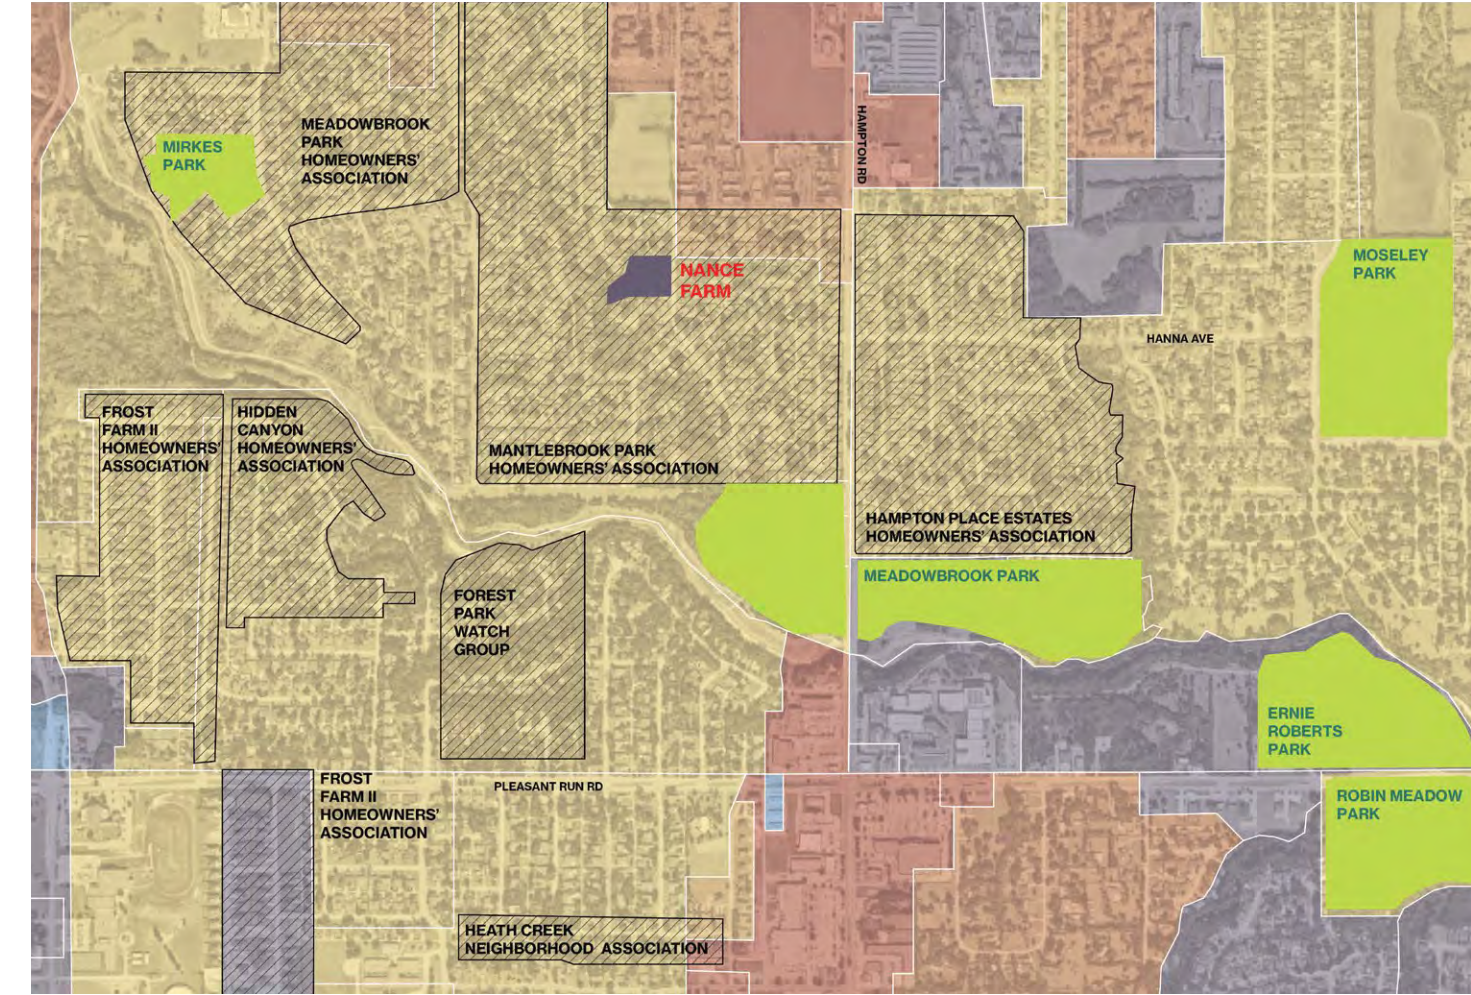 MEADOWBROOK
PARK
HOMEOWNERS'
ASSOCIATION
MIRKES
PARK
HAMPTON RD
NANCE
FARM
MOSELEY
PARK
HANNA AVE
FROST
FARM II
HOMEOWNERS'
ASSOCIATION
HIDDEN
CANYON
HOMEOWNERS'
ASSOCIATION
MANTLEBROOK PARK
HOMEOWNERS' ASSOCIATION
HAMPTON PLACE ESTATES
HOMEOWNERS' ASSOCIATION
MEADOWBROOK PARK
FOREST
PARK
WATCH
GROUP
ERNIE
ROBERTS
PARK
FROST
FARM II
HOMEOWNERS'
ASSOCIATION
PLEASANT RUN RD
ROBIN MEADOW
PARK
HEATH CREEK
NEIGHBORHOOD ASSOCIATION